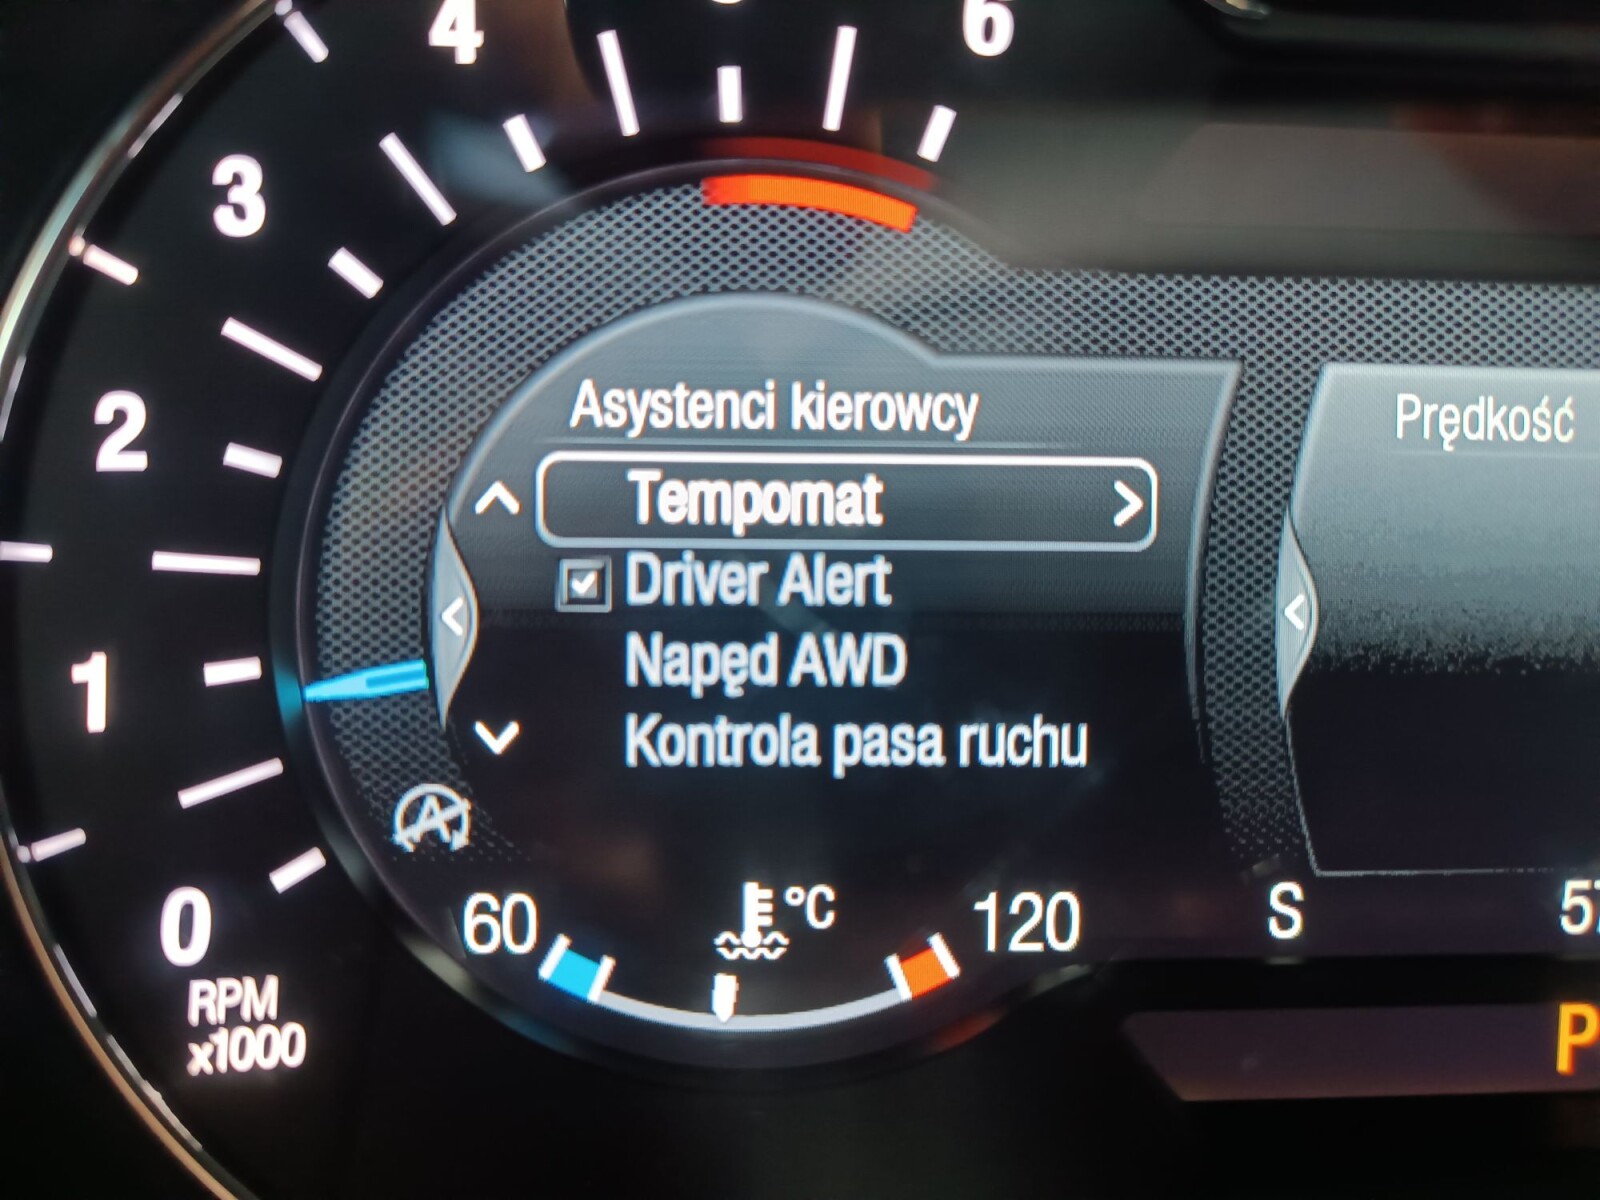 4
6
3
2
1
0
RPM
x1000
Asystenci kierowcy
Tempomat
Driver Alert
Napęd AWD
Kontrola pasa ruchu
Prędkość
A
60
°C
120
S
57
P